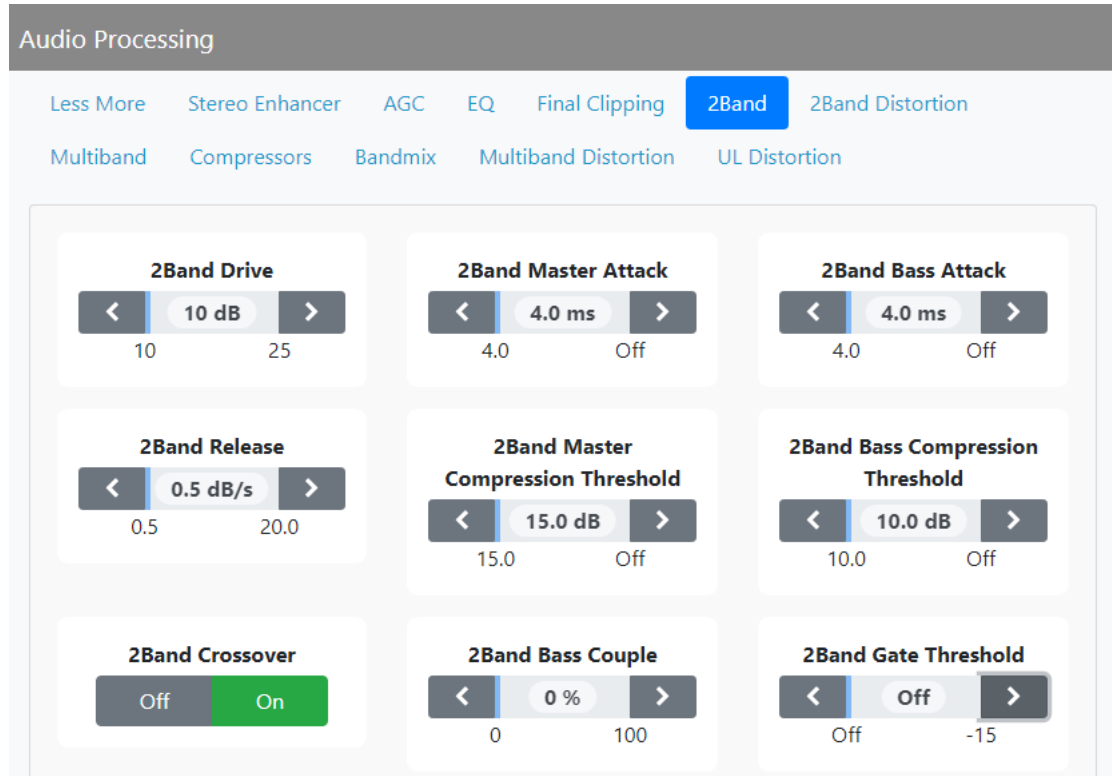 Audio Processing
Less More Stereo Enhancer AGC EQ Final Clipping 2Band 2Band Distortion
Multiband Compressors Bandmix Multiband Distortion UL Distortion
2Band Drive
10 dB
10 25
2Band Master Attack
4.0 ms
4.0 Off
2Band Bass Attack
4.0 ms
4.0 Off
2Band Release
0.5 dB/s
0.5 20.0
2Band Master
Compression Threshold
15.0 dB
15.0 Off
2Band Bass Compression
Threshold
10.0 dB
10.0 Off
2Band Crossover
Off On
2Band Bass Couple
0 %
0 100
2Band Gate Threshold
Off
Off -15